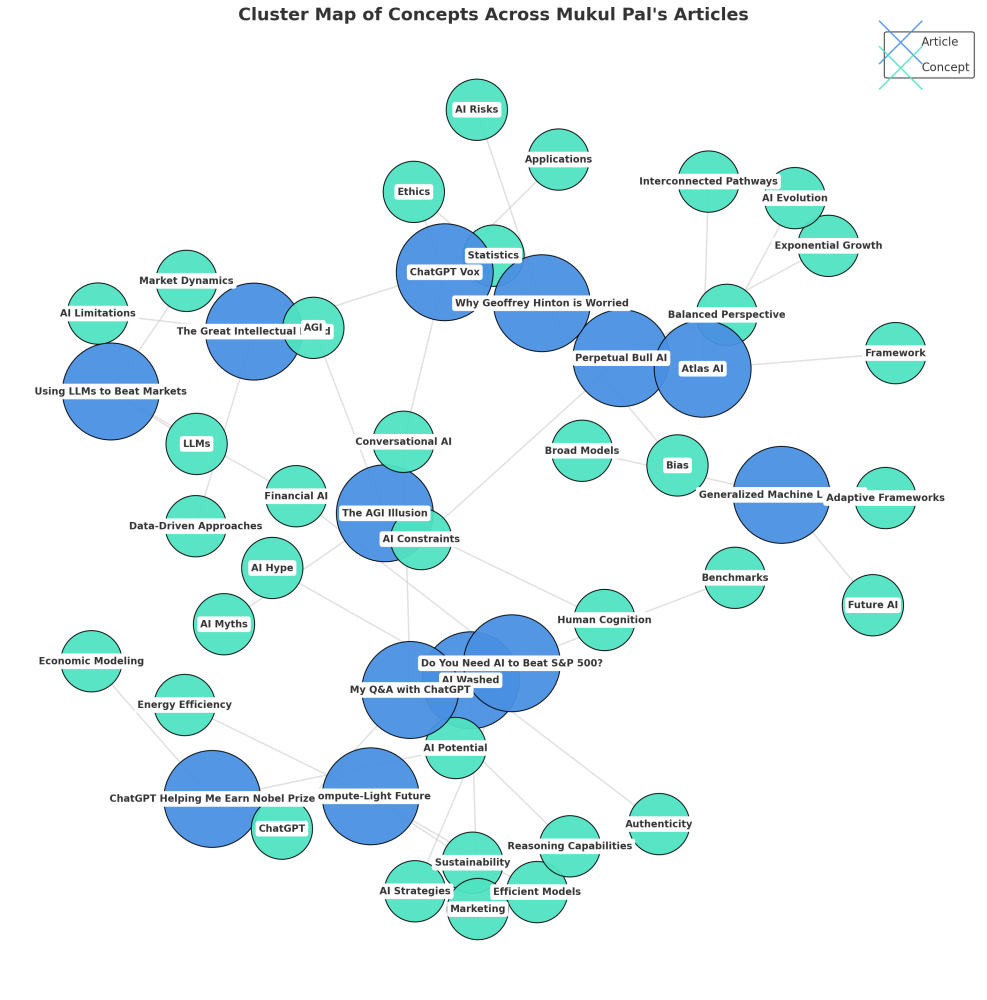 Cluster Map of Concepts Across Mukul Pal's Articles
Article
Concept
AI Risks
Applications
Interconnected Pathways
Ethics
AI Evolution
Exponential Growth
Statistics
ChatGPT Vox
Market Dynamics
Why Geoffrey Hinton is Worried
AI Limitations
Balanced Perspective
The Great Intellectual
AGI
Framework
Perpetual Bull AI
Atlas AI
Using LLMs to Beat Markets
Conversational AI
LLMs
Broad Models
Bias
Financial AI
Generalized Machine L
Adaptive Frameworks
The AGI Illusion
Data-Driven Approaches
AI Constraints
AI Hype
Benchmarks
Future AI
Human Cognition
AI Myths
Economic Modeling
Do You Need AI to Beat S&P 500?
AI Washed
My Q&A with ChatGPT
Energy Efficiency
AI Potential
ChatGPT Helping Me Earn Nobel Prize
ompute-Light Future
Authenticity
ChatGPT
Reasoning Capabilities
Sustainability
AI Strategies
Efficient Models
Marketing